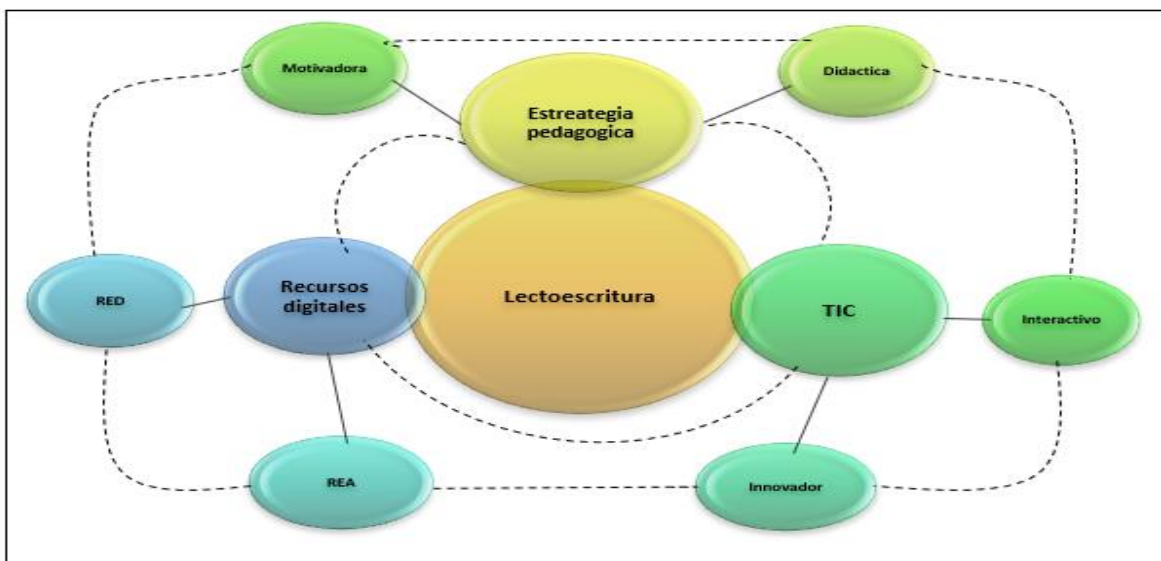 Motivadora
Didactica
Estreategia
pedagogica
RED
Recursos
digitales
Lectoescritura
TIC
Interactivo
REA
Innovador